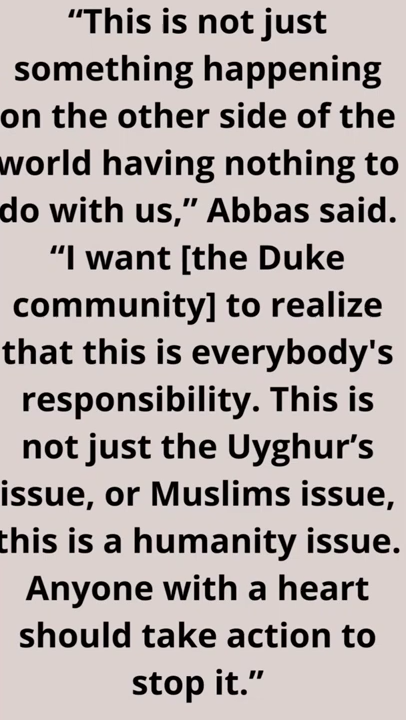 “This is not just
something happening
on the other side of the
world having nothing to
do with us,” Abbas said.
“I want [the Duke
community] to realize
that this is everybody's
responsibility. This is
not just the Uyghur’s
issue, or Muslims issue,
this is a humanity issue.
Anyone with a heart
should take action to
stop it.”